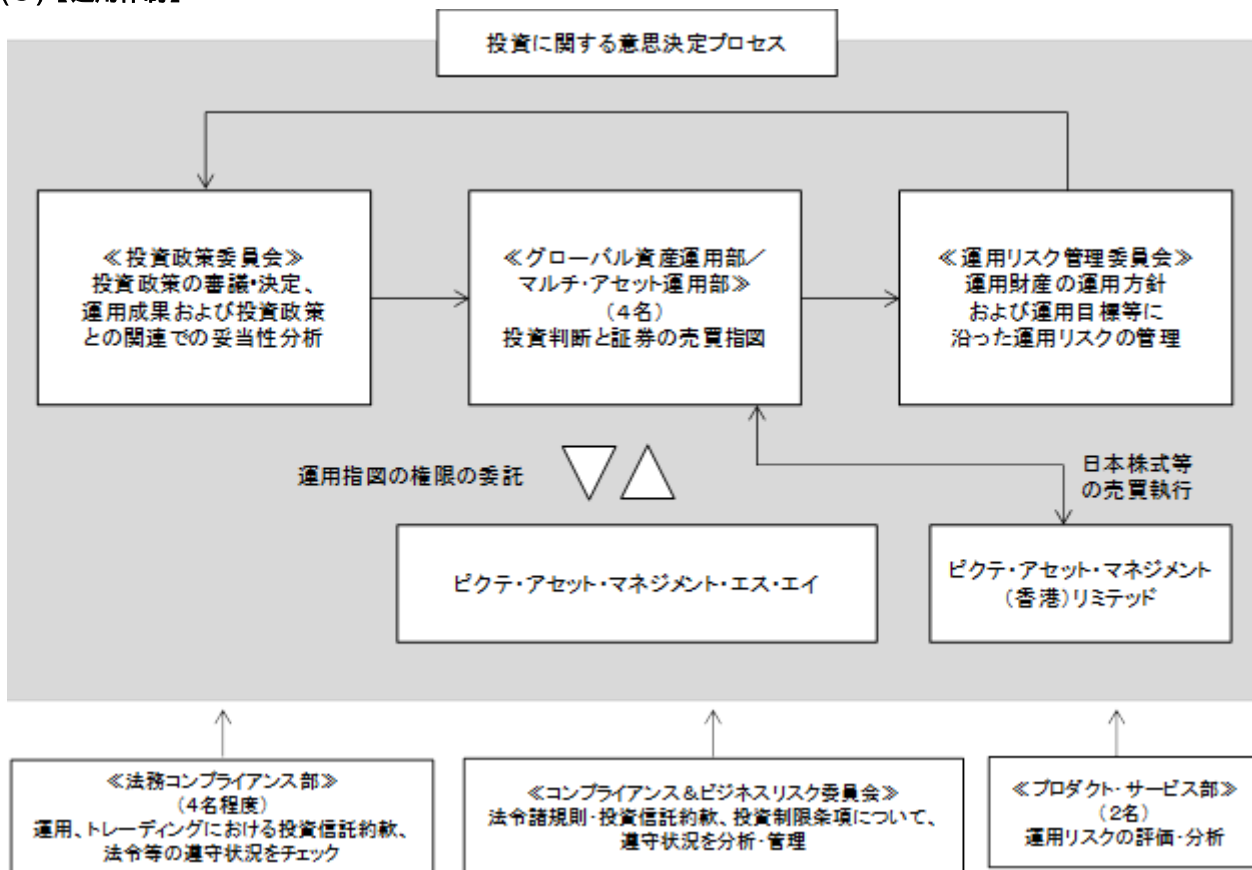 投資に関する意思決定プロセス
≪投資政策委員会≫
投資政策の審議・決定、
運用成果および投資政策
との関連での妥当性分析
≪グローバル資産運用部／
マルチ・アセット運用部≫
（4名）
投資判断と証券の売買指図
≪運用リスク管理委員会≫
運用財産の運用方針
および運用目標等に
沿った運用リスクの管理
運用指図の権限の委託
日本株式等
の売買執行
ピクテ・アセット・マネジメント・エス・エイ
ピクテ・アセット・マネジメント
（香港）リミテッド
≪法務コンプライアンス部≫
（4名程度）
運用、トレーディングにおける投資信託約款、
法令等の遵守状況をチェック
≪コンプライアンス＆ビジネスリスク委員会≫
法令諸規則・投資信託約款、投資制限条項について、
遵守状況を分析・管理
≪プロダクト・サービス部≫
（2名）
運用リスクの評価・分析